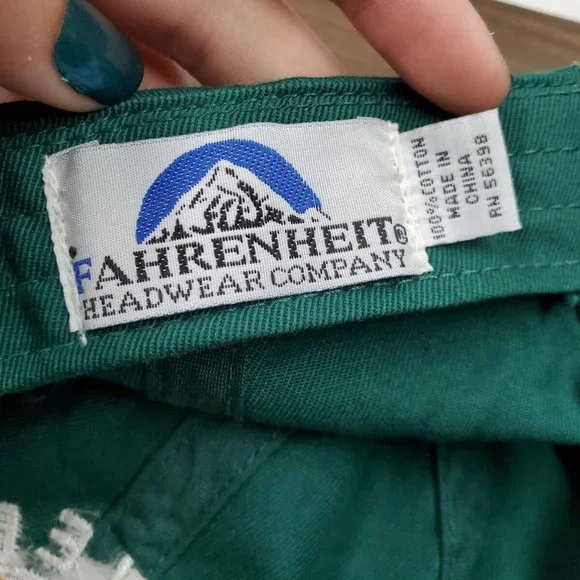 FAHRENHEIT®
HEADWEAR COMPANY
100% COTTON
MADE IN
CHINA
RN 56398